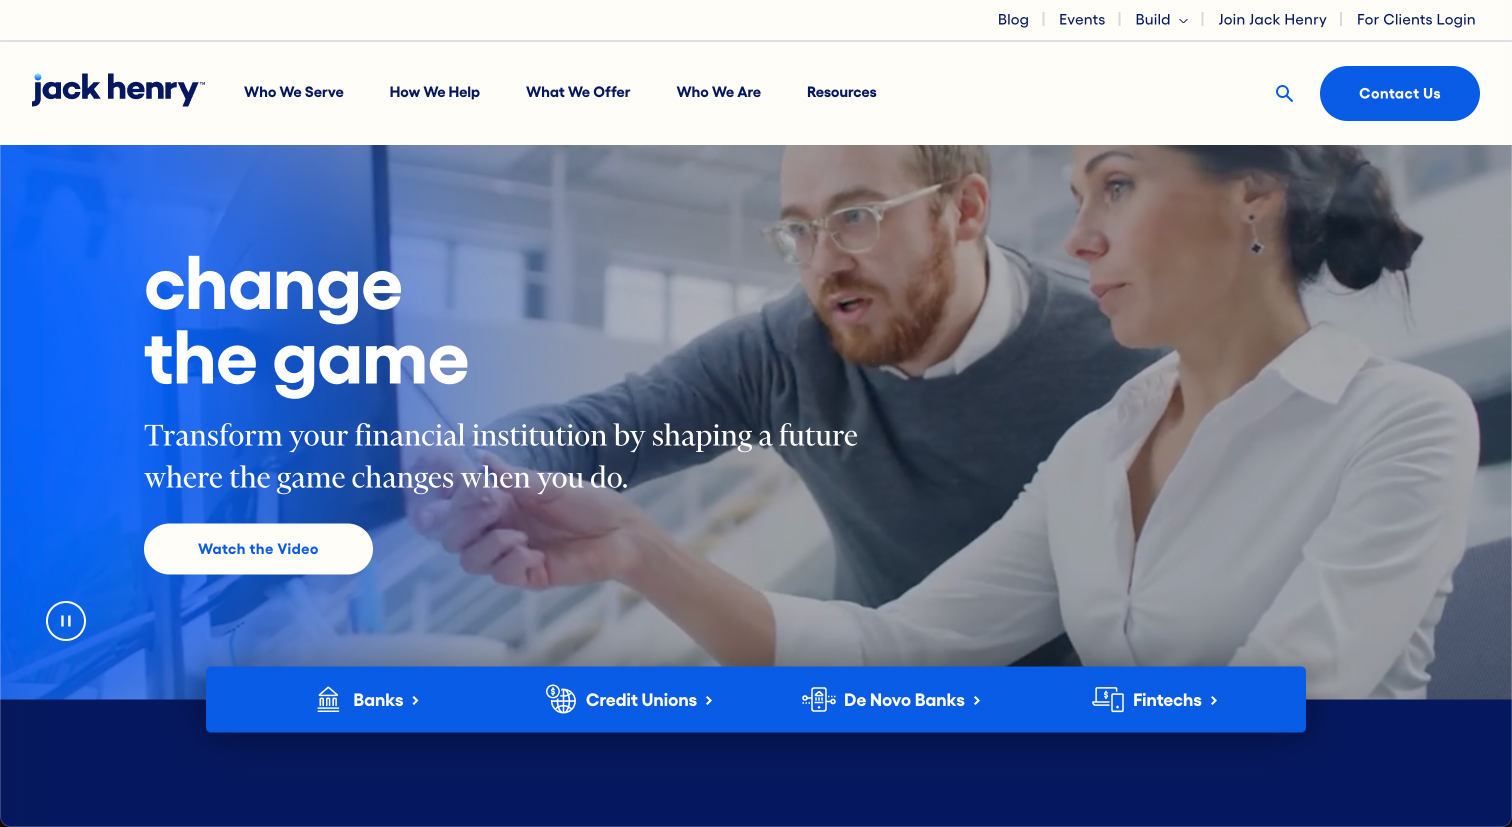 Blog
Events
Build
Join Jack Henry
For Clients Login
jack henry™
Who We Serve
How We Help
What We Offer
Who We Are
Resources
Contact Us
change
the game
Transform your financial institution by shaping a future
where the game changes when you do.
Watch the Video
Banks
Credit Unions
De Novo Banks
Fintechs